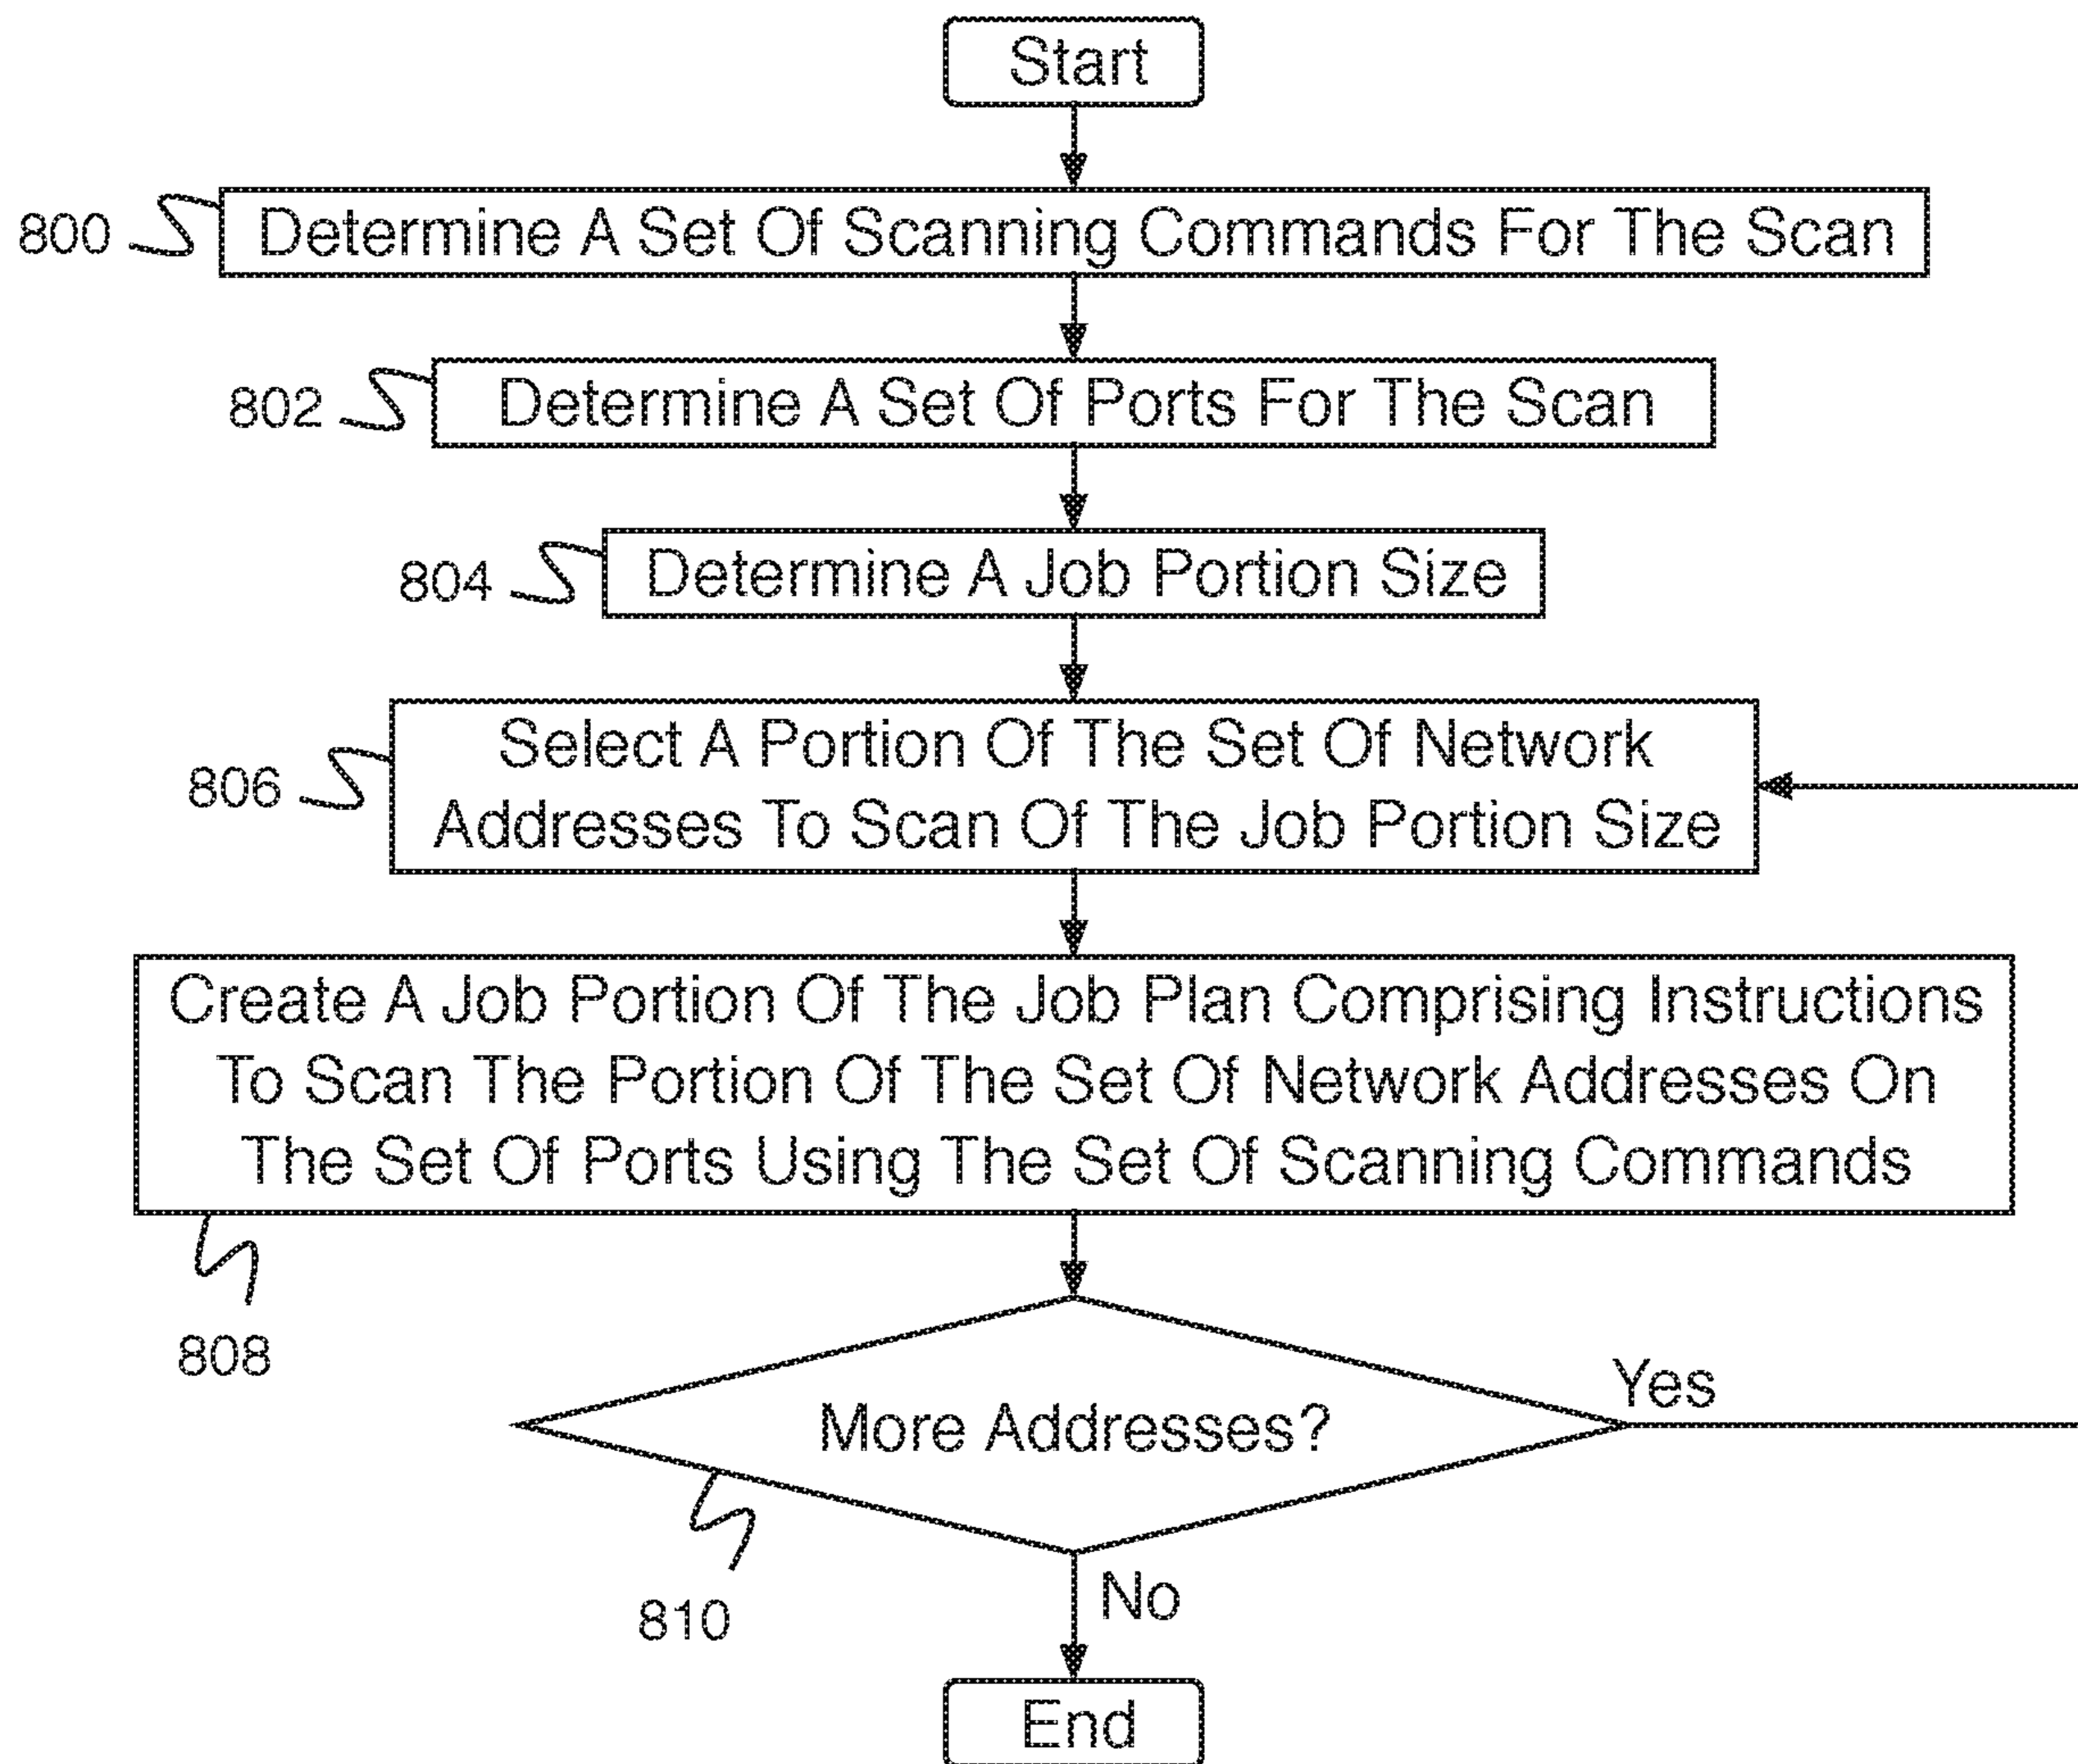 Start
800
Determine A Set Of Scanning Commands For The Scan
802
Determine A Set Of Ports For The Scan
804
Determine A Job Portion Size
806
Select A Portion Of The Set Of Network
Addresses To Scan Of The Job Portion Size
Create A Job Portion Of The Job Plan Comprising Instructions
To Scan The Portion Of The Set Of Network Addresses On
The Set Of Ports Using The Set Of Scanning Commands
808
More Addresses?
Yes
810
No
End